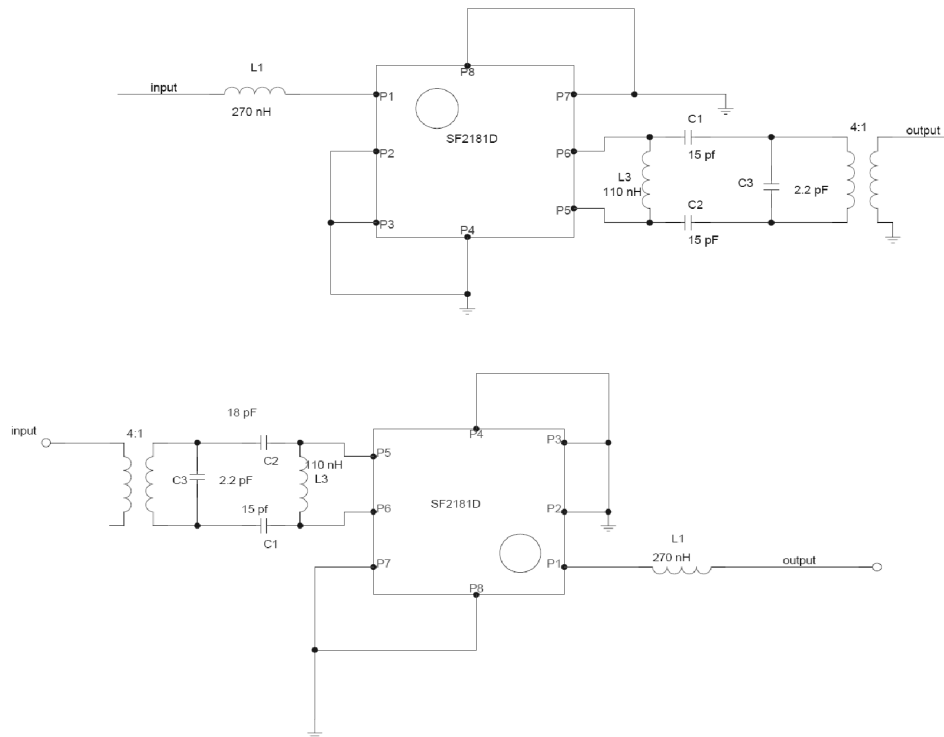 L1
input
270 nH
P8
P1
P7
SF2181D
C1
15 pf
4:1
output
P2
P6
L3
110 nH
C3
2.2 pF
P3
P5
C2
15 pF
P4
18 pF
input
4:1
C2
110 nH
L3
P4
P3
P5
C3
2.2 pF
SF2181D
15 pf
C1
P6
P2
L1
270 nH
P7
P1
output
P8